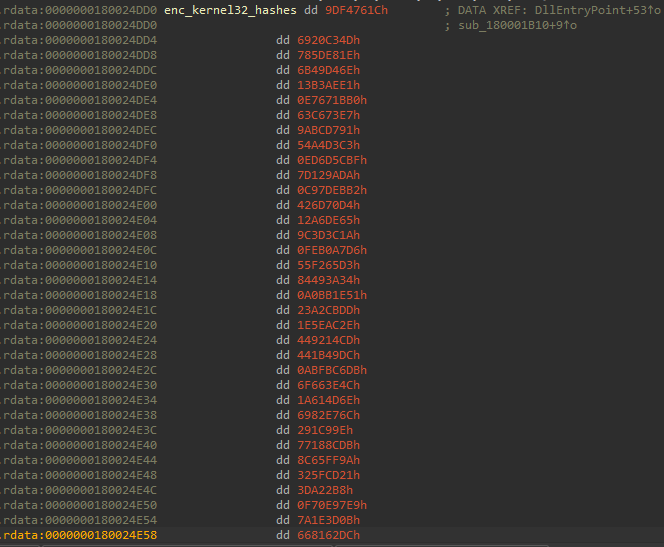 .rdata:0000000180024DD0 enc_kernel32_hashes dd 9DF4761Ch ; DATA XREF: DllEntryPoint+53↑o
.rdata:0000000180024DD0 ; sub_180001B10+9↑o
.rdata:0000000180024DD4 dd 6920C34Dh
.rdata:0000000180024DD8 dd 785DE81Eh
.rdata:0000000180024DDC dd 6B49D46Eh
.rdata:0000000180024DE0 dd 13B3AEE1h
.rdata:0000000180024DE4 dd 0E7671BB0h
.rdata:0000000180024DE8 dd 63C673E7h
.rdata:0000000180024DEC dd 9ABCD791h
.rdata:0000000180024DF0 dd 54A4D3C3h
.rdata:0000000180024DF4 dd 0ED6D5CBFh
.rdata:0000000180024DF8 dd 7D129ADAh
.rdata:0000000180024DFC dd 0C97DEBB2h
.rdata:0000000180024E00 dd 426D70D4h
.rdata:0000000180024E04 dd 12A6DE65h
.rdata:0000000180024E08 dd 9C3D3C1Ah
.rdata:0000000180024E0C dd 0FEB0A7D6h
.rdata:0000000180024E10 dd 55F265D3h
.rdata:0000000180024E14 dd 84493A34h
.rdata:0000000180024E18 dd 0A0BB1E51h
.rdata:0000000180024E1C dd 23A2CBDDh
.rdata:0000000180024E20 dd 1E5EAC2Eh
.rdata:0000000180024E24 dd 449214CDh
.rdata:0000000180024E28 dd 441B49DCh
.rdata:0000000180024E2C dd 0ABFBC6DBh
.rdata:0000000180024E30 dd 6F663E4Ch
.rdata:0000000180024E34 dd 1A614D6Eh
.rdata:0000000180024E38 dd 6982E76Ch
.rdata:0000000180024E3C dd 291C99Eh
.rdata:0000000180024E40 dd 77188CDBh
.rdata:0000000180024E44 dd 8C65FF9Ah
.rdata:0000000180024E48 dd 325FCD21h
.rdata:0000000180024E4C dd 3DA22B8h
.rdata:0000000180024E50 dd 0F70E97E9h
.rdata:0000000180024E54 dd 7A1E3D0Bh
.rdata:0000000180024E58 dd 668162DCh